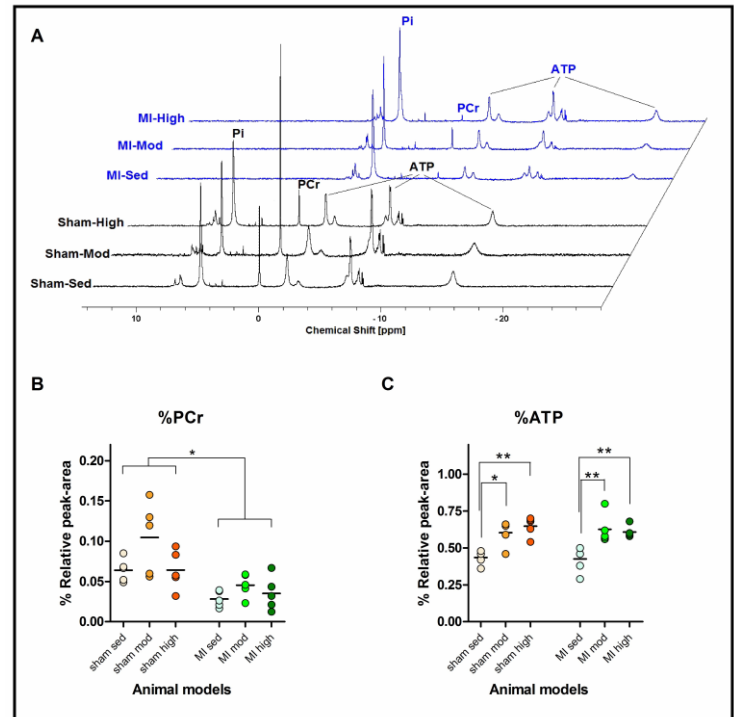 A
Pi
ATP
PCr
MI-High
Pi
MI-Mod
ATP
MI-Sed
PCr
Sham-High
Sham-Mod
Sham-Sed
10 0 -10 -20
Chemical Shift [ppm]
B
%PCr
*
% Relative peak-area
0.20
0.15
0.10
0.05
0.00
sham sed sham mod sham high MI sed MI mod MI high
Animal models
C
%ATP
** **
* **
% Relative peak-area
1.00
0.75
0.50
0.25
0.00
sham sed sham mod sham high MI sed MI mod MI high
Animal models